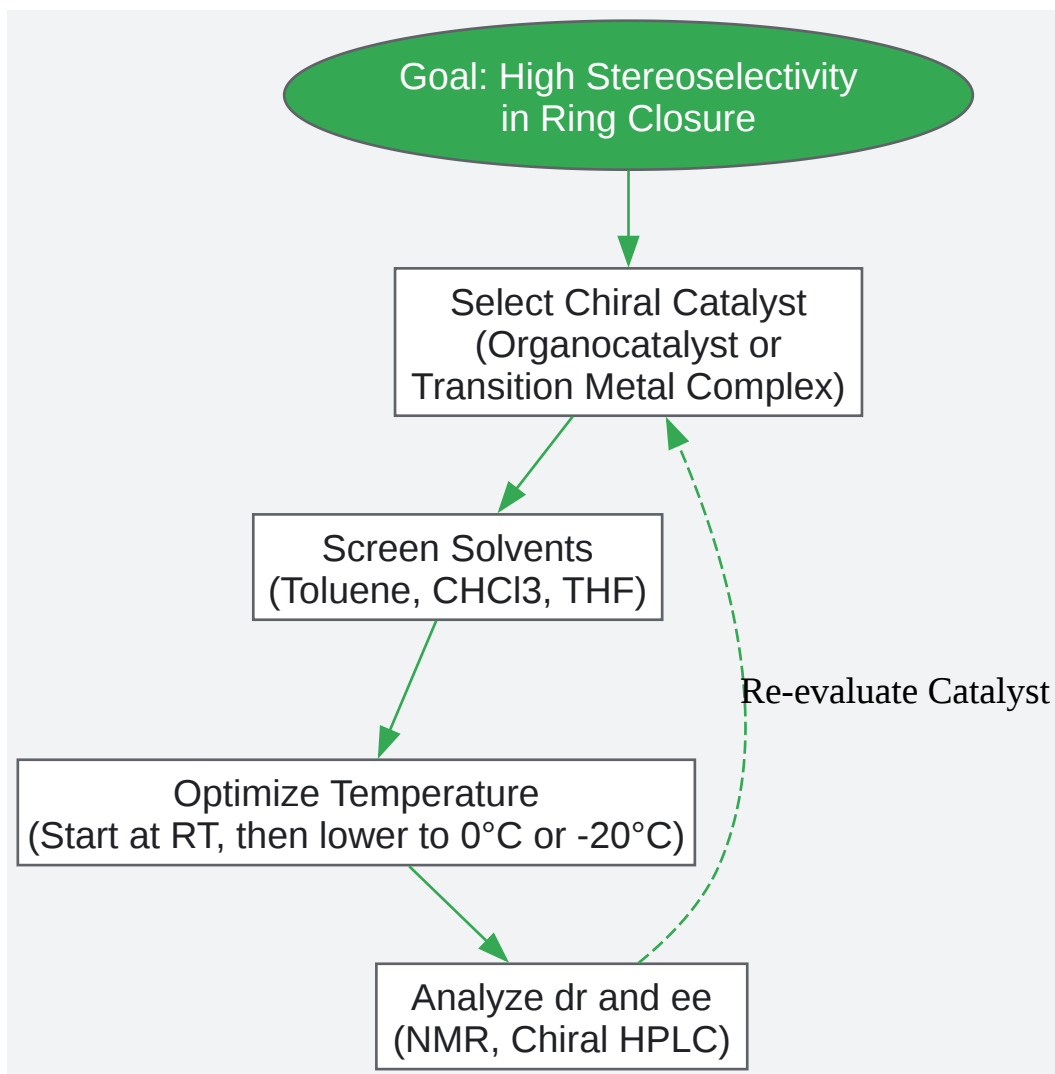 Goal: High Stereoselectivity
in Ring Closure
Select Chiral Catalyst
(Organocatalyst or
Transition Metal Complex)
Screen Solvents
(Toluene, CHCl3, THF)
Re-evaluate Catalyst
Optimize Temperature
(Start at RT, then lower to 0°C or -20°C)
Analyze dr and ee
(NMR, Chiral HPLC)